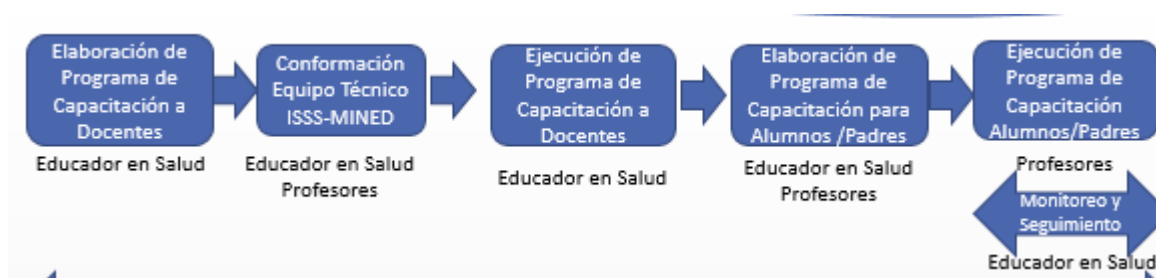 Elaboración de
Programa de
Capacitación a
Docentes
Educador en Salud
Conformación
Equipo Técnico
ISSS-MINED
Educador en Salud
Profesores
Ejecución de
Programa de
Capacitación a
Docentes
Educador en Salud
Elaboración de
Programa de
Capacitación para
Alumnos /Padres
Educador en Salud
Profesores
Ejecución de
Programa de
Capacitación
Alumnos/Padres
Profesores
Monitoreo y
Seguimiento
Educador en Salud